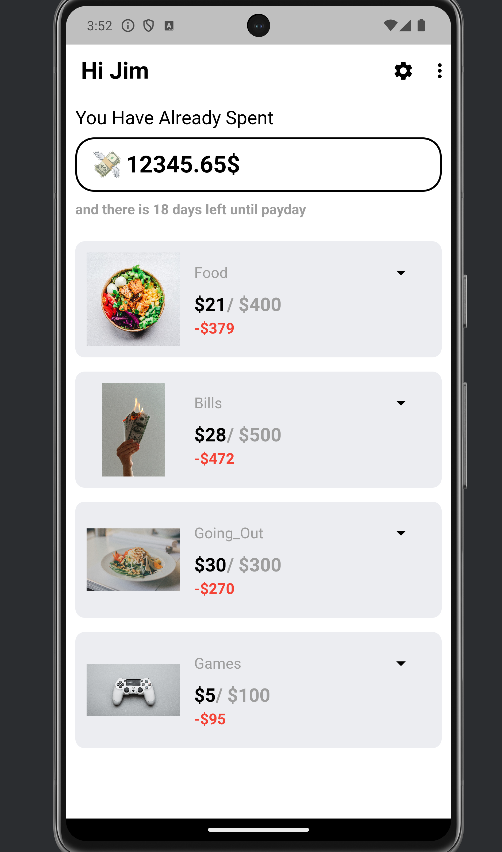 3:52
Hi Jim
You Have Already Spent
12345.65$
and there is 18 days left until payday
Food
$21/ $400
-$379
Bills
$28/ $500
-$472
Going_Out
$30/ $300
-$270
Games
$5/ $100
-$95